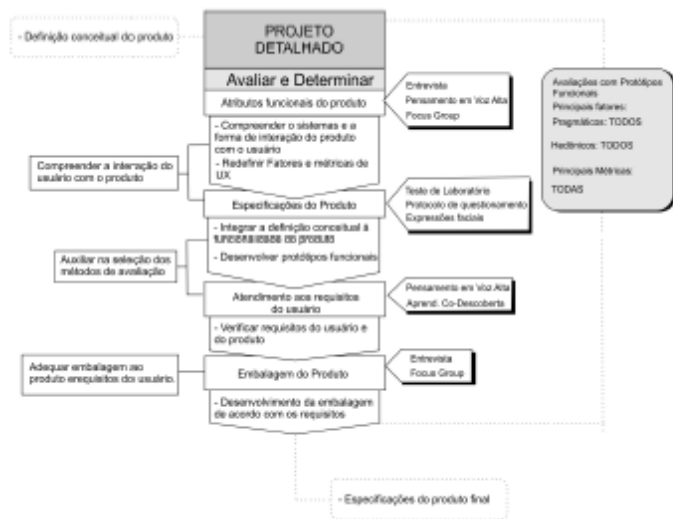 - Definição conceitual do produto
PROJETO
DETALHADO
Avaliar e Determinar
Atributos funcionais do produto
Entrevista
Pensamento em Voz Alta
Focus Group
- Compreender o sistemas e a
forma de interação do produto
com o usuário
- Redefinir Fatores e métricas de
UX
Compreender a interação do
usuário com o produto
Especificações do Produto
Teste de Laboratório
Protocolo de questionamento
Expressões faciais
- Integrar a definição conceitual à
funcionalidade do produto
- Desenvolver protótipos funcionais
Auxiliar na seleção dos
métodos de avaliação
Atendimento aos requisitos
do usuário
Pensamento em Voz Alta
Aprend. Co-Descoberta
- Verificar requisitos do usuário e
do produto
Adequar embalagem ao
produto erequisitos do usuário.
Embalagem do Produto
Entrevista
Focus Group
- Desenvolvimento da embalagem
de acordo com os requisitos
- Especificações do produto final
Avaliações com Protótipos
Funcionais
Principais fatores:
Pragmáticos: TODOS
Hedônicos: TODOS
Principais Métricas:
TODAS